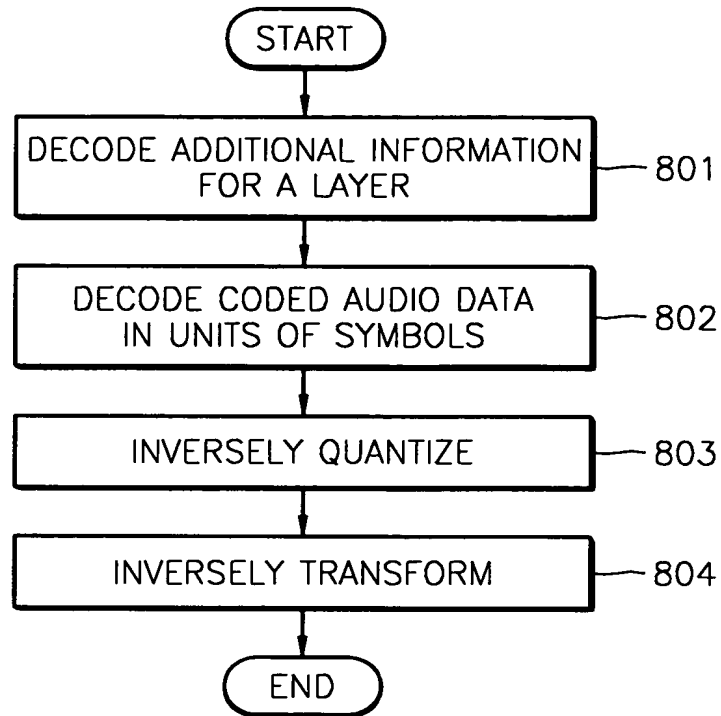 START
DECODE ADDITIONAL INFORMATION
FOR A LAYER
801
DECODE CODED AUDIO DATA
IN UNITS OF SYMBOLS
802
INVERSELY QUANTIZE
803
INVERSELY TRANSFORM
804
END